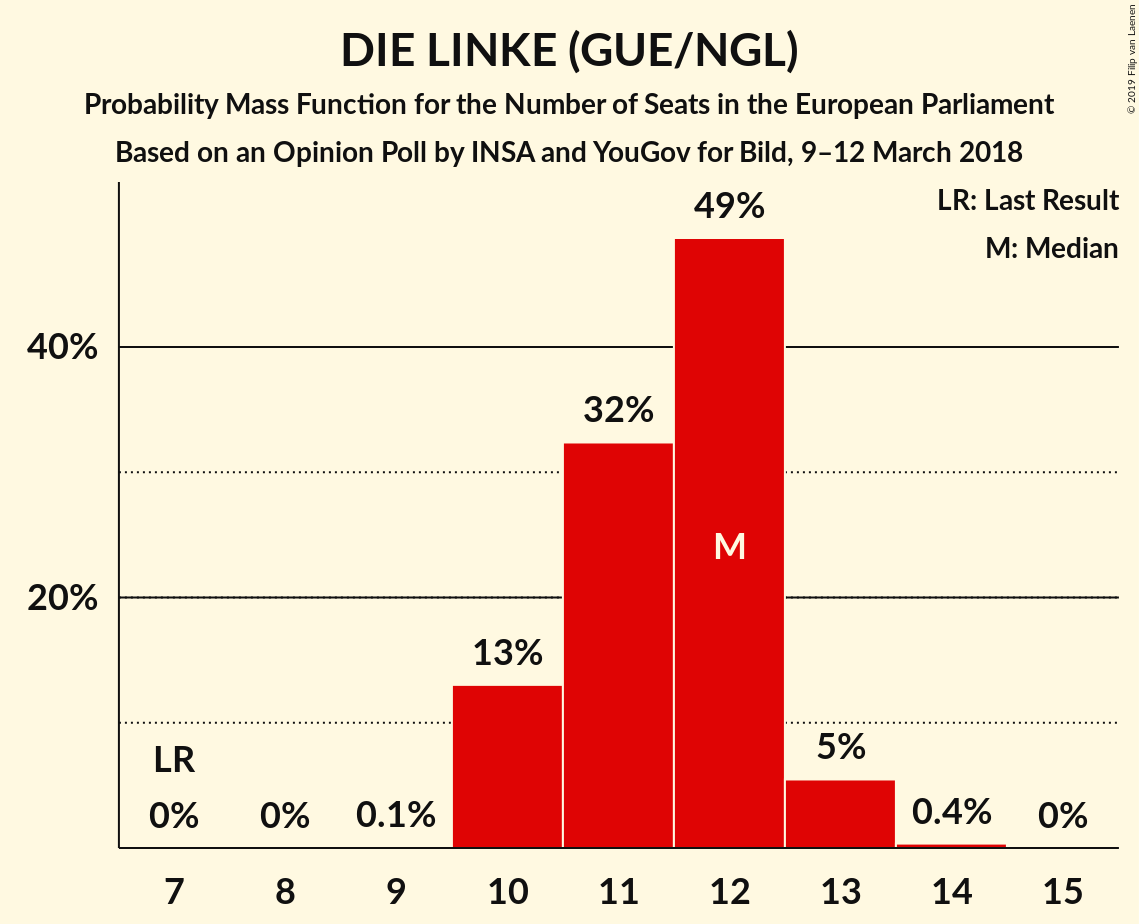 DIE LINKE (GUE/NGL)
Probability Mass Function for the Number of Seats in the European Parliament
Based on an Opinion Poll by INSA and YouGov for Bild, 9–12 March 2018
© 2019 Filip van Laenen
LR: Last Result
M: Median
49%
40%
32%
M
20%
13%
LR
5%
0%
0%
0.1%
0.4%
0%
7
8
9
10
11
12
13
14
15